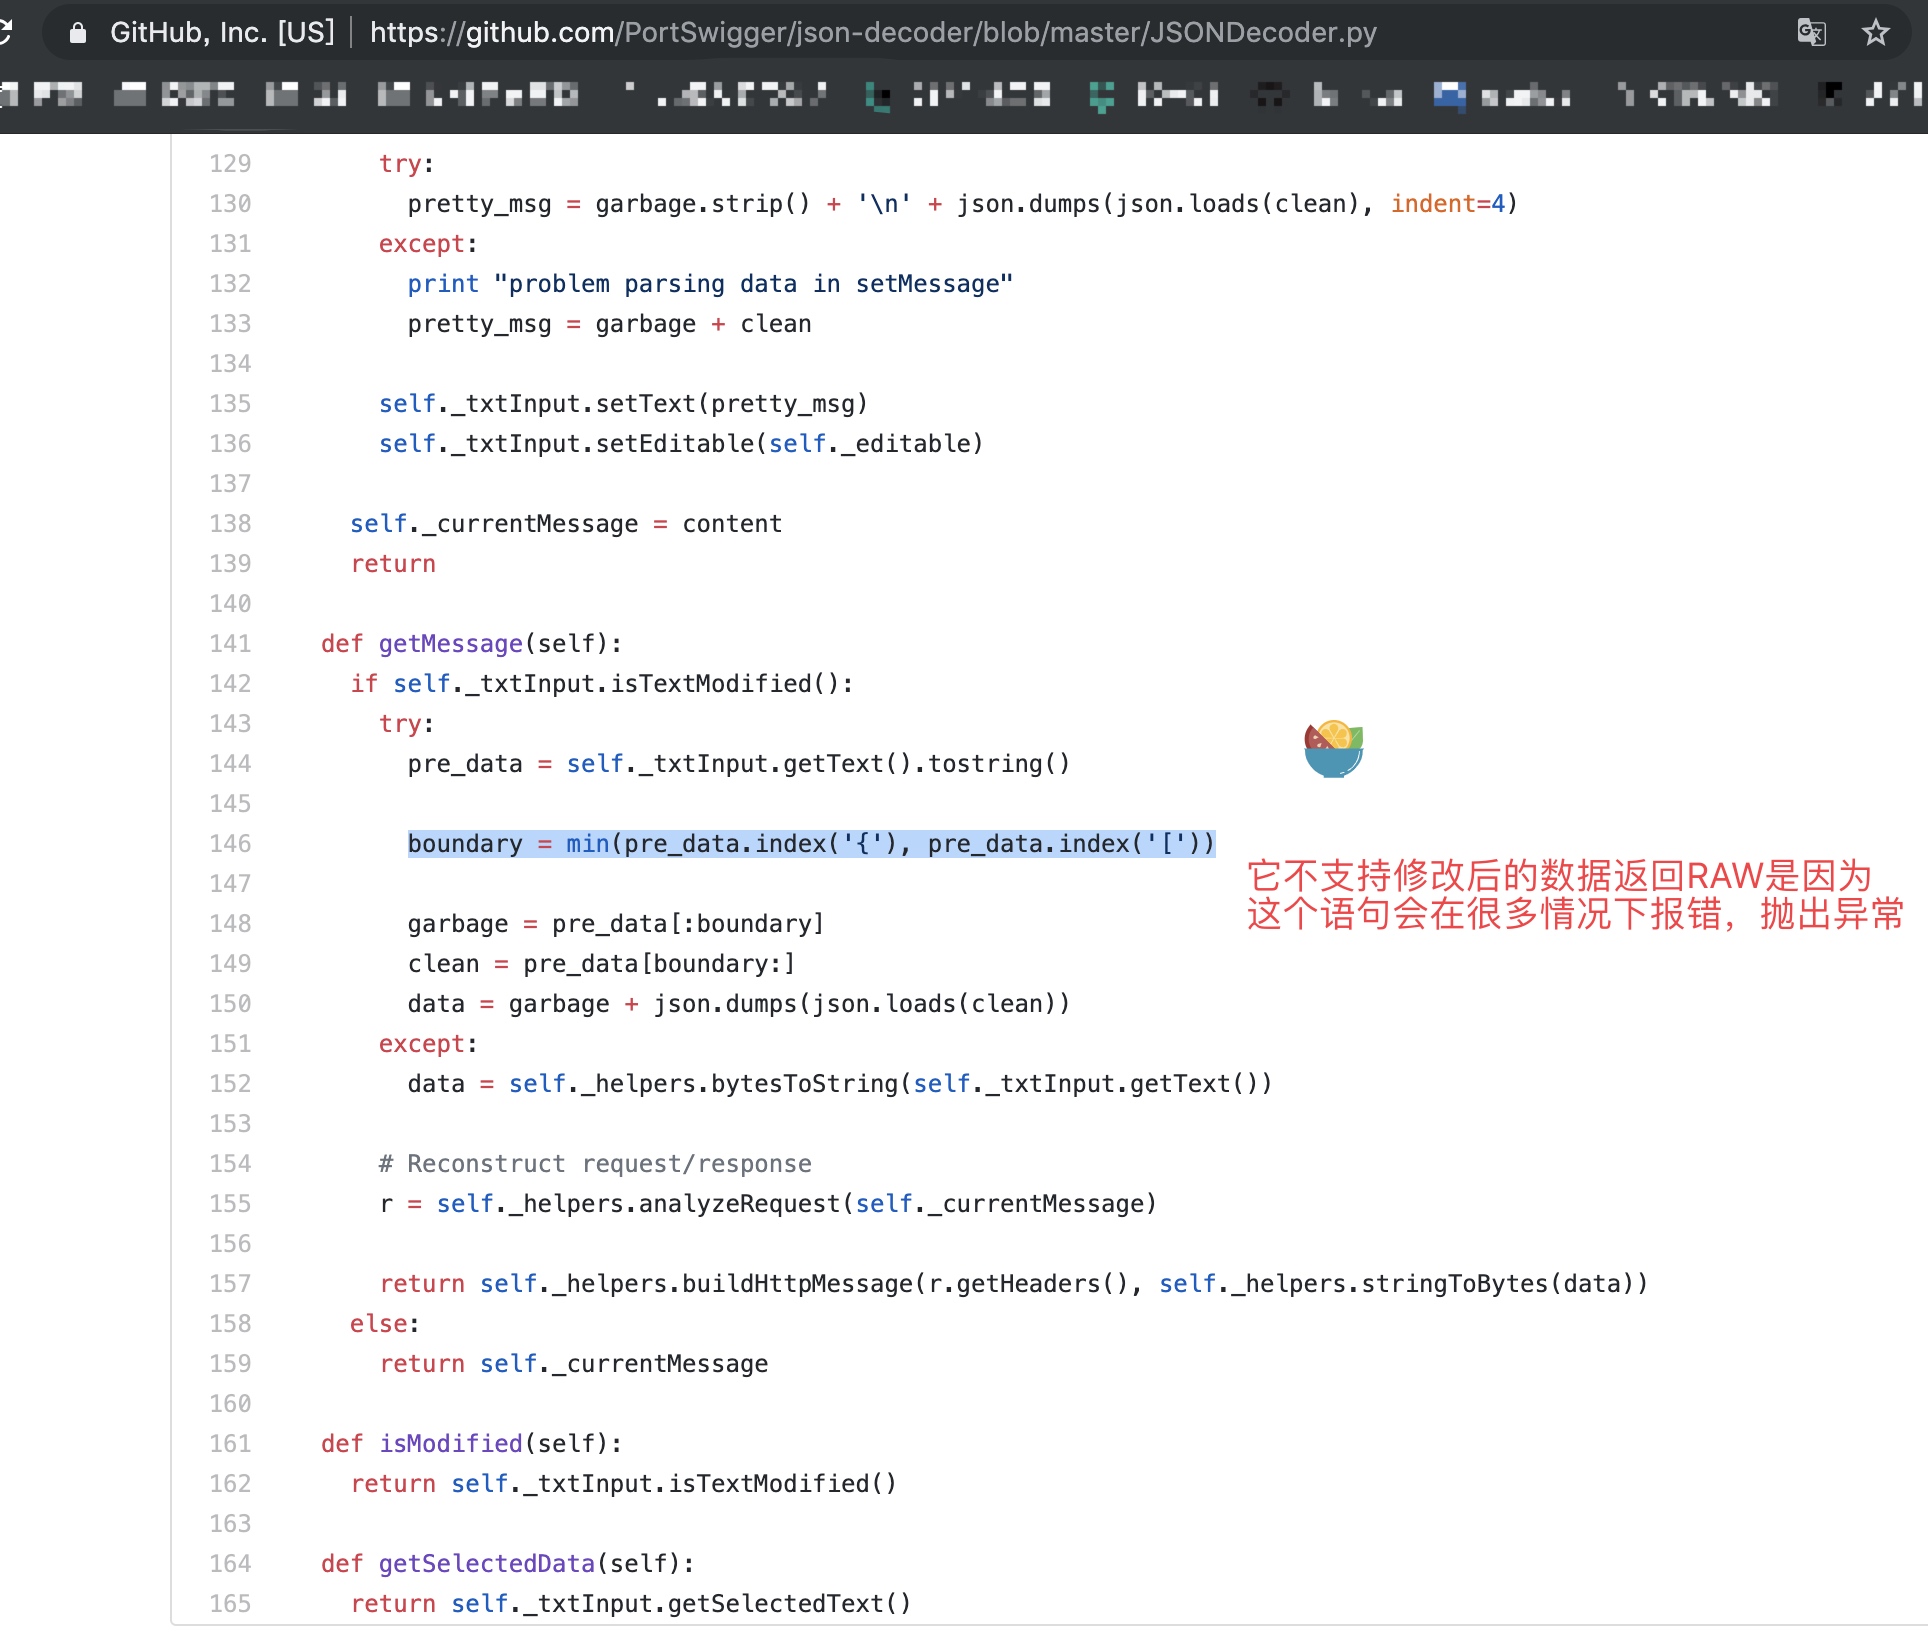 GitHub, Inc. [US] | https://github.com/PortSwigger/json-decoder/blob/master/JSONDecoder.py
129 try:
130 pretty_msg = garbage.strip() + '\n' + json.dumps(json.loads(clean), indent=4)
131 except:
132 print "problem parsing data in setMessage"
133 pretty_msg = garbage + clean
134
135 self._txtInput.setText(pretty_msg)
136 self._txtInput.setEditable(self._editable)
137
138 self._currentMessage = content
139 return
140
141 def getMessage(self):
142 if self._txtInput.isTextModified():
143 try:
144 pre_data = self._txtInput.getText().tostring()
145
146 boundary = min(pre_data.index('{'), pre_data.index('['))
它不支持修改后的数据返回RAW是因为
这个语句会在很多情况下报错，抛出异常
147
148 garbage = pre_data[:boundary]
149 clean = pre_data[boundary:]
150 data = garbage + json.dumps(json.loads(clean))
151 except:
152 data = self._helpers.bytesToString(self._txtInput.getText())
153
154 # Reconstruct request/response
155 r = self._helpers.analyzeRequest(self._currentMessage)
156
157 return self._helpers.buildHttpMessage(r.getHeaders(), self._helpers.stringToBytes(data))
158 else:
159 return self._currentMessage
160
161 def isModified(self):
162 return self._txtInput.isTextModified()
163
164 def getSelectedData(self):
165 return self._txtInput.getSelectedText()